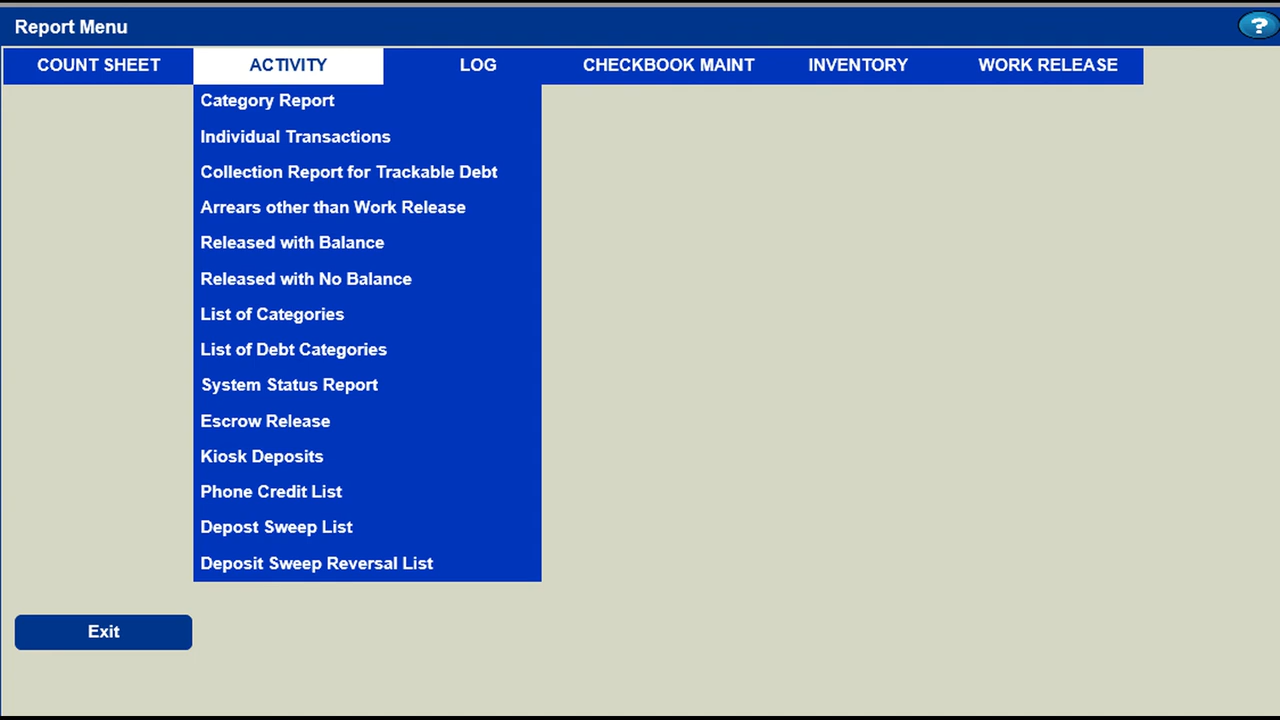 Report Menu
?
COUNT SHEET ACTIVITY LOG CHECKBOOK MAINT INVENTORY WORK RELEASE
Category Report
Individual Transactions
Collection Report for Trackable Debt
Arrears other than Work Release
Released with Balance
Released with No Balance
List of Categories
List of Debt Categories
System Status Report
Escrow Release
Kiosk Deposits
Phone Credit List
Depost Sweep List
Deposit Sweep Reversal List
Exit